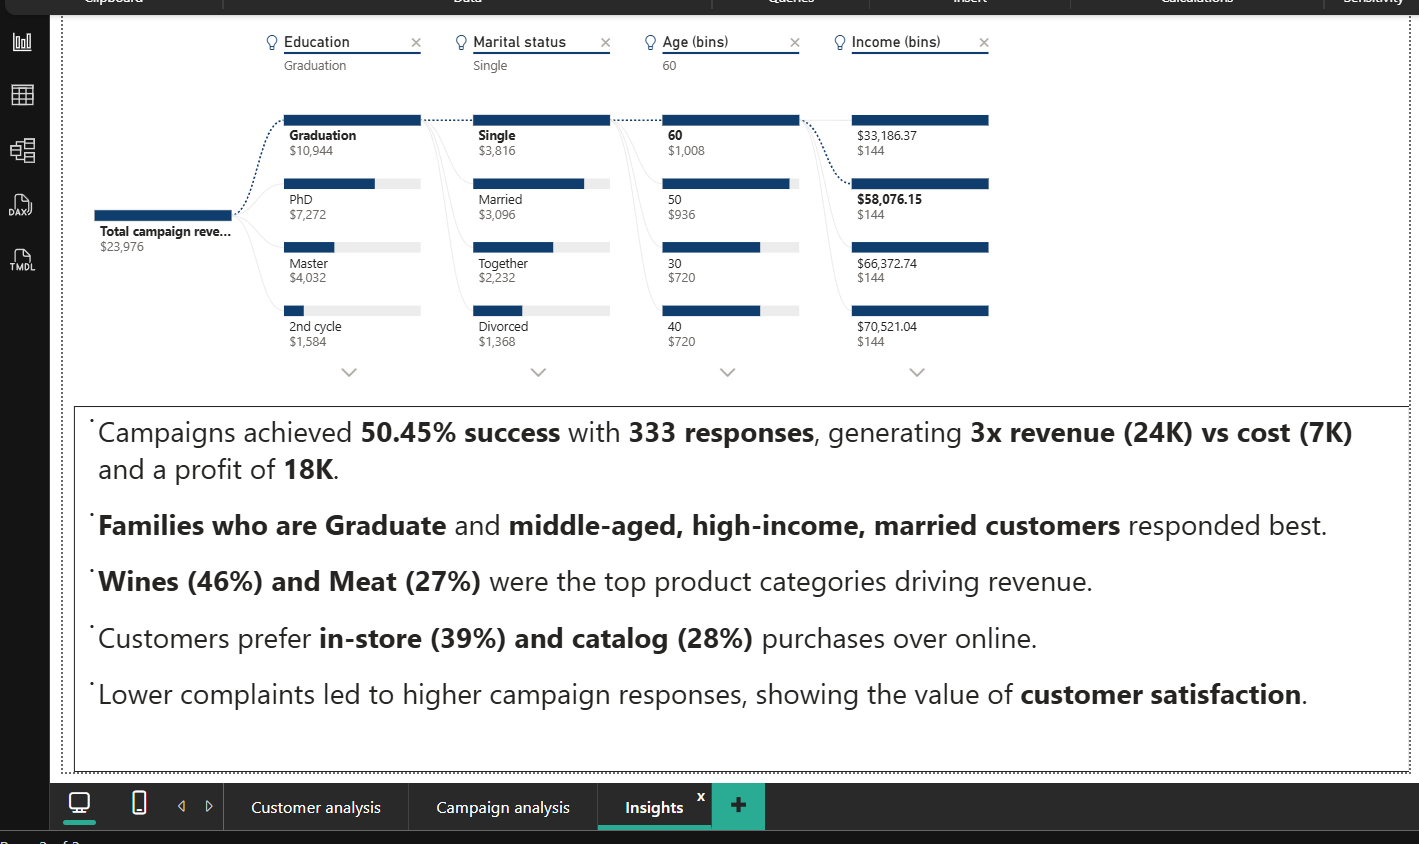 Clipboard Data Queries Insert Calculations Sensitivity
Education × Marital status × Age (bins) × Income (bins) ×
Graduation Single 60
Graduation Single 60 $33,186.37
$10,944 $3,816 $1,008 $144
PhD Married 50 $58,076.15
$7,272 $3,096 $936 $144
Total campaign reve...
$23,976
Master Together 30 $66,372.74
$4,032 $2,232 $720 $144
2nd cycle Divorced 40 $70,521.04
$1,584 $1,368 $720 $144
DAX
TMDL
Campaigns achieved 50.45% success with 333 responses, generating 3x revenue (24K) vs cost (7K)
and a profit of 18K.
Families who are Graduate and middle-aged, high-income, married customers responded best.
Wines (46%) and Meat (27%) were the top product categories driving revenue.
Customers prefer in-store (39%) and catalog (28%) purchases over online.
Lower complaints led to higher campaign responses, showing the value of customer satisfaction.
Customer analysis Campaign analysis Insights x +